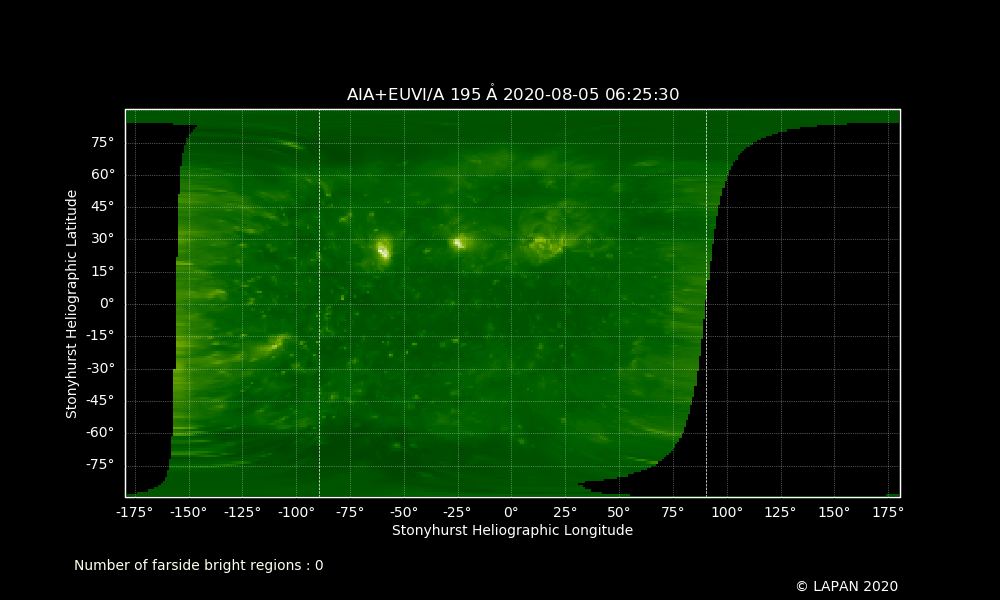 AIA+EUVI/A 195 Å 2020-08-05 06:25:30
Stonyhurst Heliographic Latitude
75°
60°
45°
30°
15°
0°
-15°
-30°
-45°
-60°
-75°
-175° -150° -125° -100° -75° -50° -25° 0° 25° 50° 75° 100° 125° 150° 175°
Stonyhurst Heliographic Longitude
Number of farside bright regions : 0
© LAPAN 2020